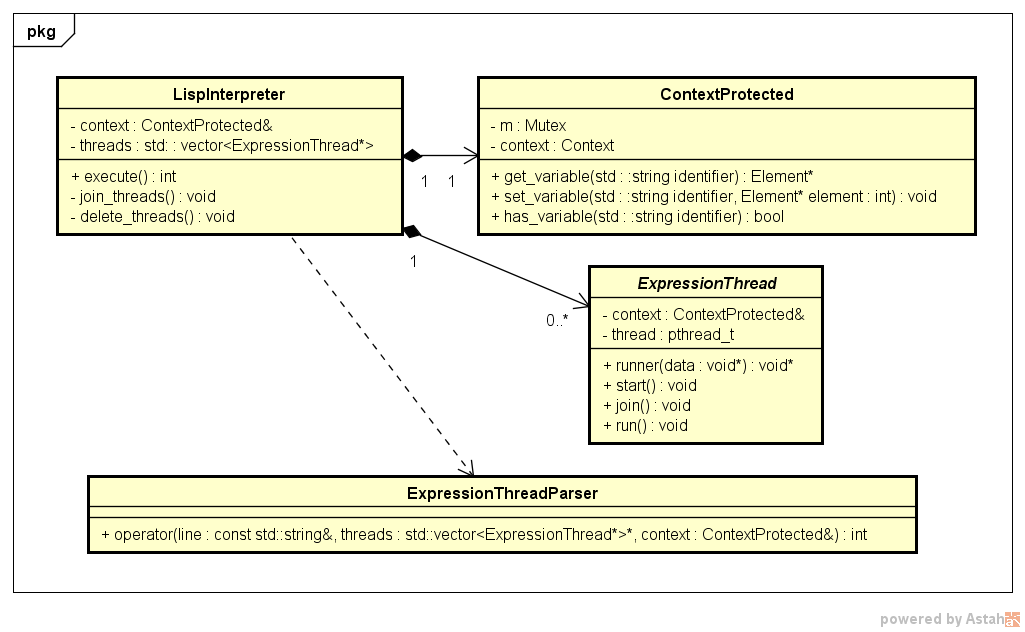 pkg
LispInterpreter
- context : ContextProtected&
- threads : std: : vector<ExpressionThread*>
+ execute() : int
- join_threads() : void
- delete_threads() : void
ContextProtected
- m : Mutex
- context : Context
+ get_variable(std : :string identifier) : Element*
+ set_variable(std : :string identifier, Element* element : int) : void
+ has_variable(std : :string identifier) : bool
1
1
1
0..*
ExpressionThread
- context : ContextProtected&
- thread : pthread_t
+ runner(data : void*) : void*
+ start() : void
+ join() : void
+ run() : void
ExpressionThreadParser
+ operator(line : const std::string&, threads : std::vector<ExpressionThread*>*, context : ContextProtected&) : int
powered by Astah